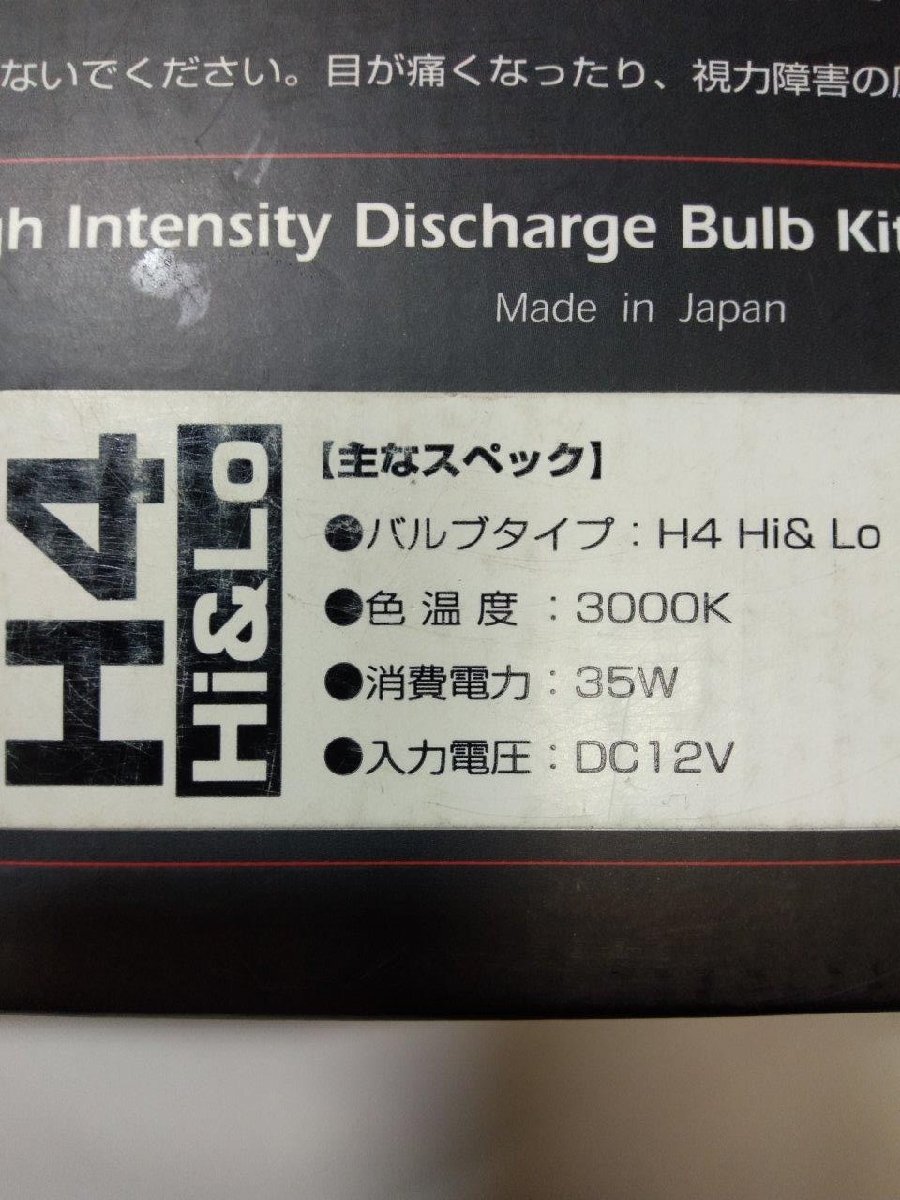 ないでください。目が痛くなったり、視力障害の
Intensity Discharge Bulb Kit
Made in Japan
H4
Hi&Lo
【主なスペック】
●バルブタイプ：H4 Hi& Lo
●色温度：3000K
●消費電力：35W
●入力電圧：DC12V